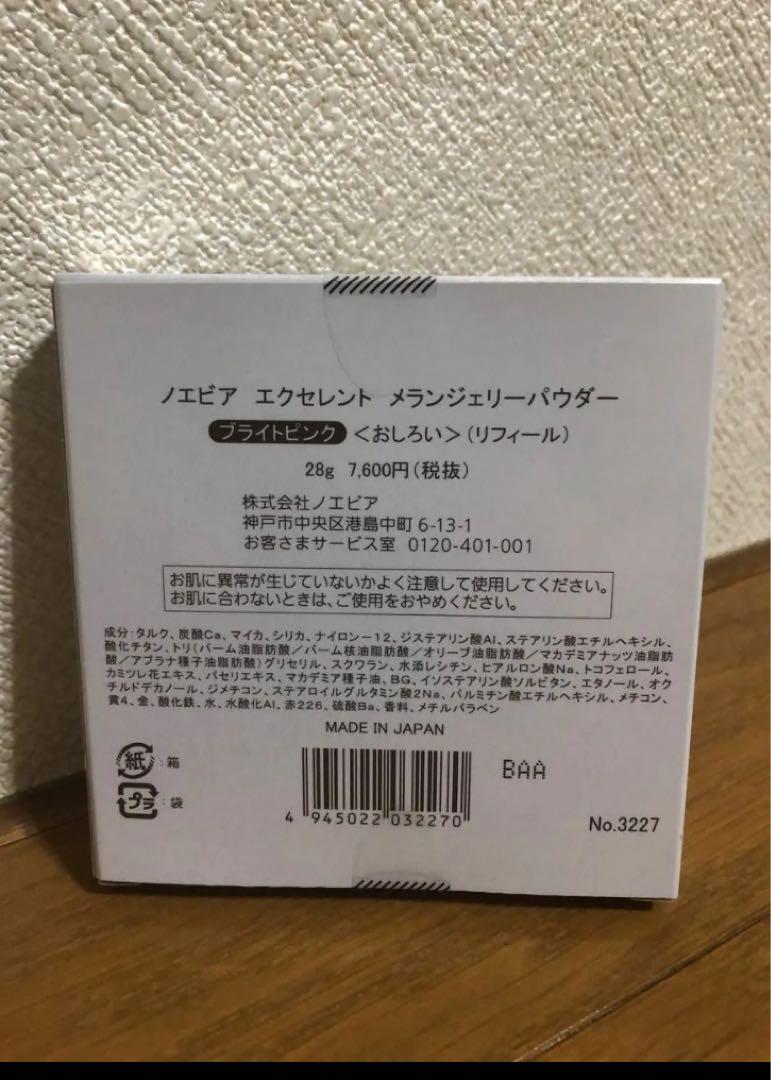 ノエビア エクセレント メランジェリーパウダー
ブライトピンク <おしろい>(リフィール)
28g 7,600円(税抜)
株式会社ノエビア
神戸市中央区港島中町 6-13-1
お客さまサービス室 0120-401-001
お肌に異常が生じていないかよく注意して使用してください。
お肌に合わないときは、ご使用をおやめください。
成分:タルク、炭酸Ca、マイカ、シリカ、ナイロン-12、ジステアリン酸Al、ステアリン酸エチルヘキシル、
酸化チタン、トリ(パーム油脂肪酸/パーム核油脂肪酸/オリーブ油脂肪酸/マカデミアナッツ油脂肪
酸/アブラナ種子油脂肪酸)グリセリル、スクワラン、水添レシチン、ヒアルロン酸Na、トコフェロール、
カミツレ花エキス、パセリエキス、マカデミア種子油、BG、イソステアリン酸ソルビタン、エタノール、オク
チルドデカノール、ジメチコン、ステアロイルグルタミン酸2Na、パルミチン酸エチルヘキシル、メチコン、
黄4、金、酸化鉄、水、水酸化Al、赤226、硫酸Ba、香料、メチルパラベン
MADE IN JAPAN
紙:箱
プラ:袋
BAA
4 945022 032270
No.3227